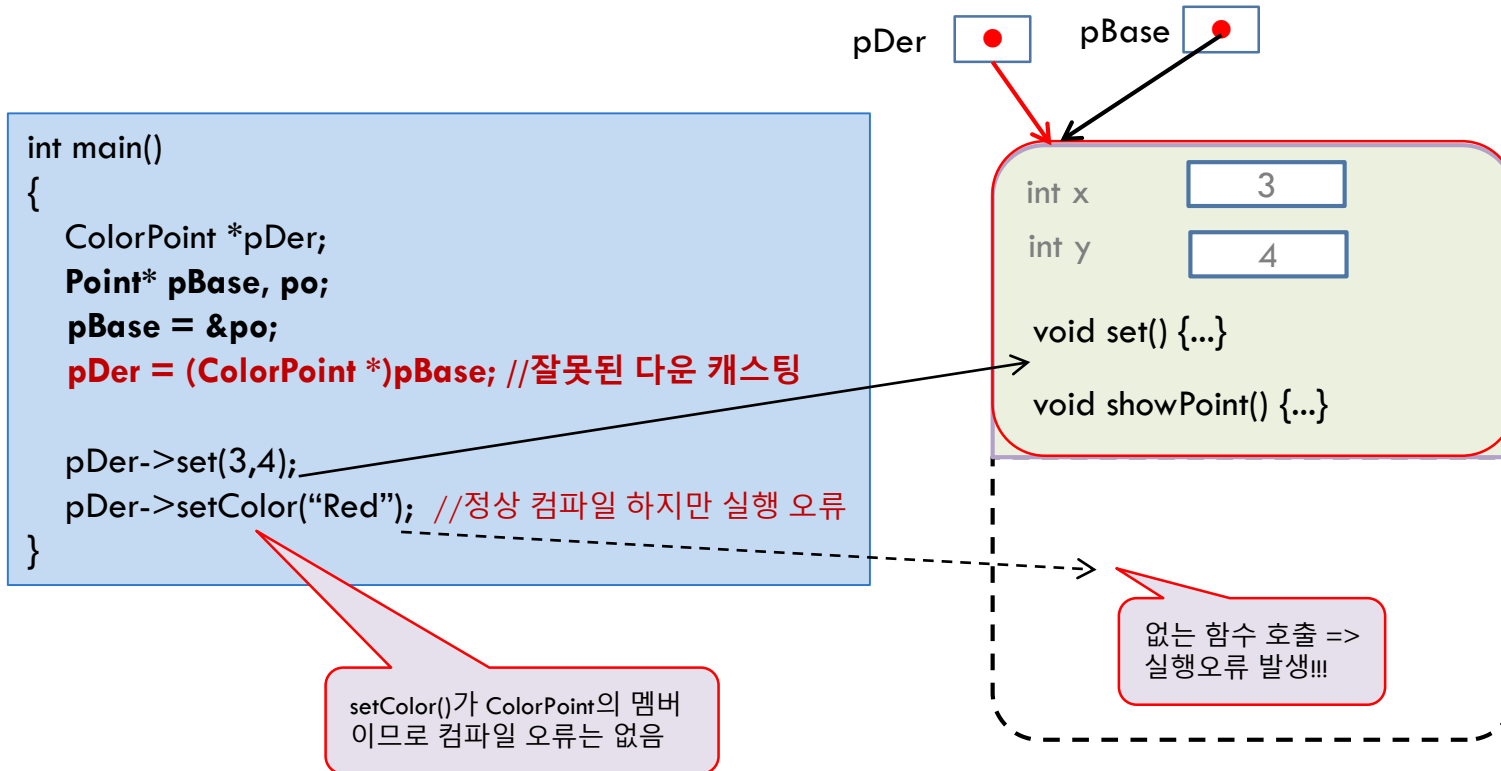 pDer
pBase
int main()
{
ColorPoint *pDer;
Point* pBase, po;
pBase = &po;
pDer = (ColorPoint *)pBase; //잘못된 다운 캐스팅
pDer->set(3,4);
pDer->setColor(“Red”); //정상 컴파일 하지만 실행 오류
}
setColor()가 ColorPoint의 멤버
이므로 컴파일 오류는 없음
int x 3
int y 4
void set() {...}
void showPoint() {...}
없는 함수 호출 =>
실행오류 발생!!!